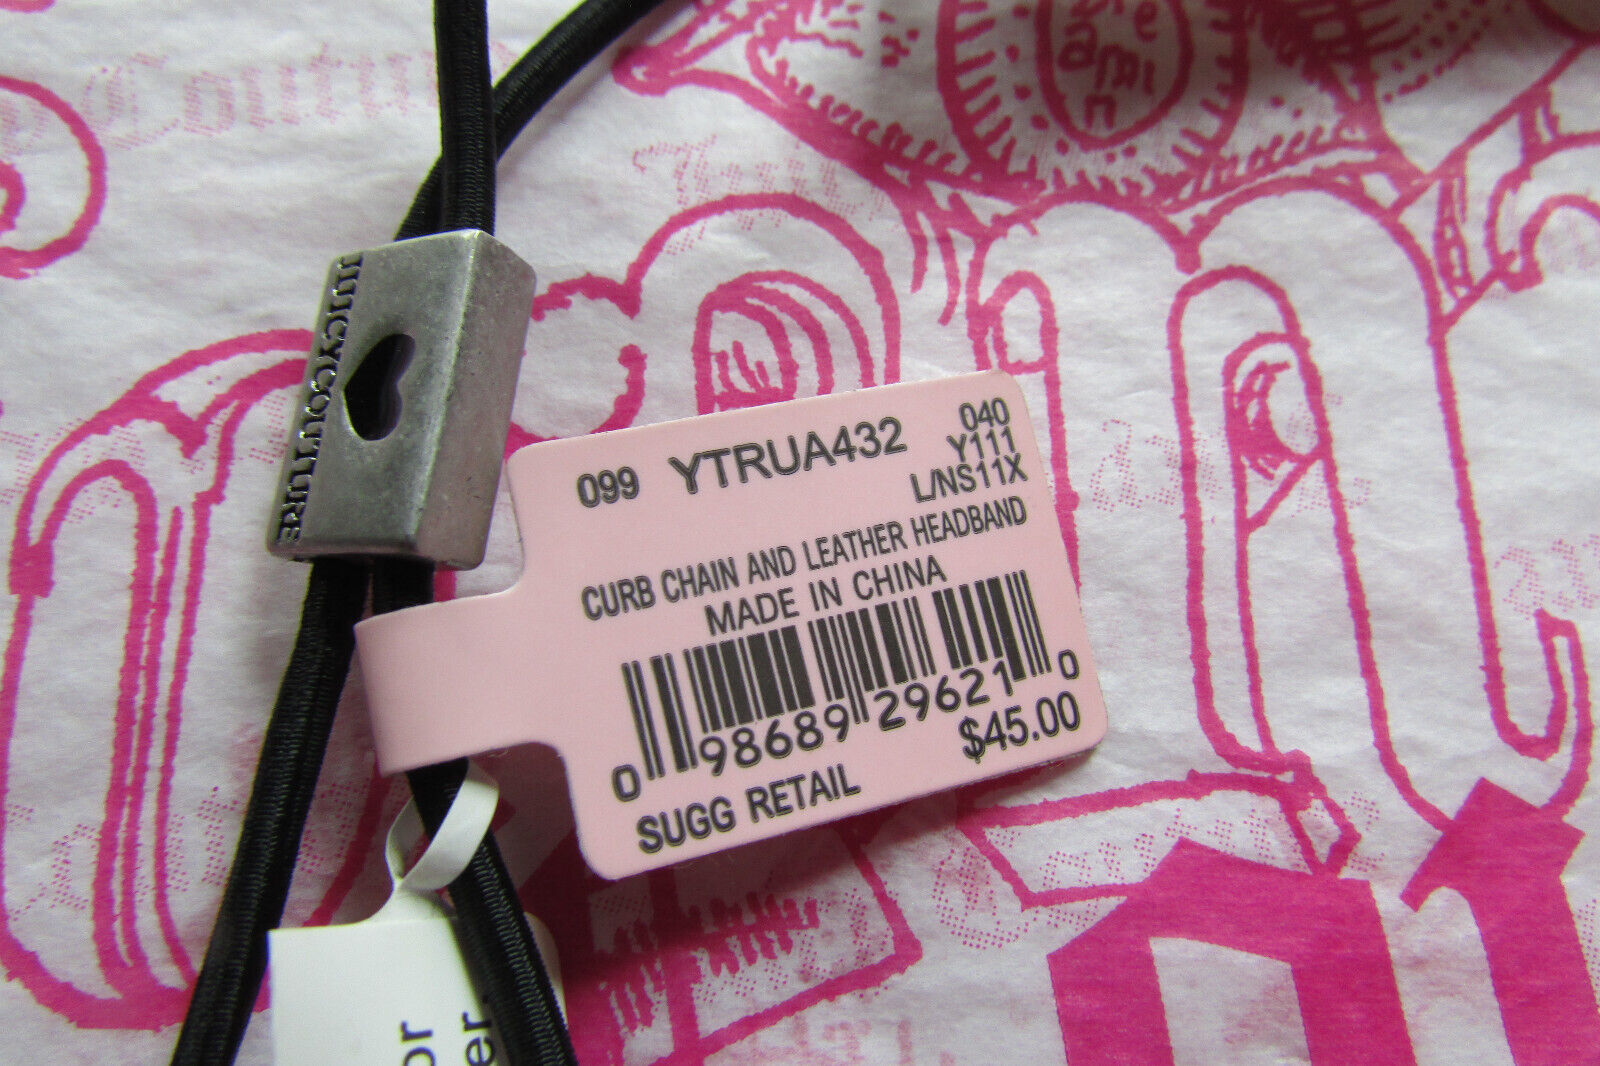 JUICYCOUTURE
099 YTRUA432 040
Y111
L/NS11X
CURB CHAIN AND LEATHER HEADBAND
MADE IN CHINA
0 98689 29621 0
$45.00
SUGG RETAIL
Couture